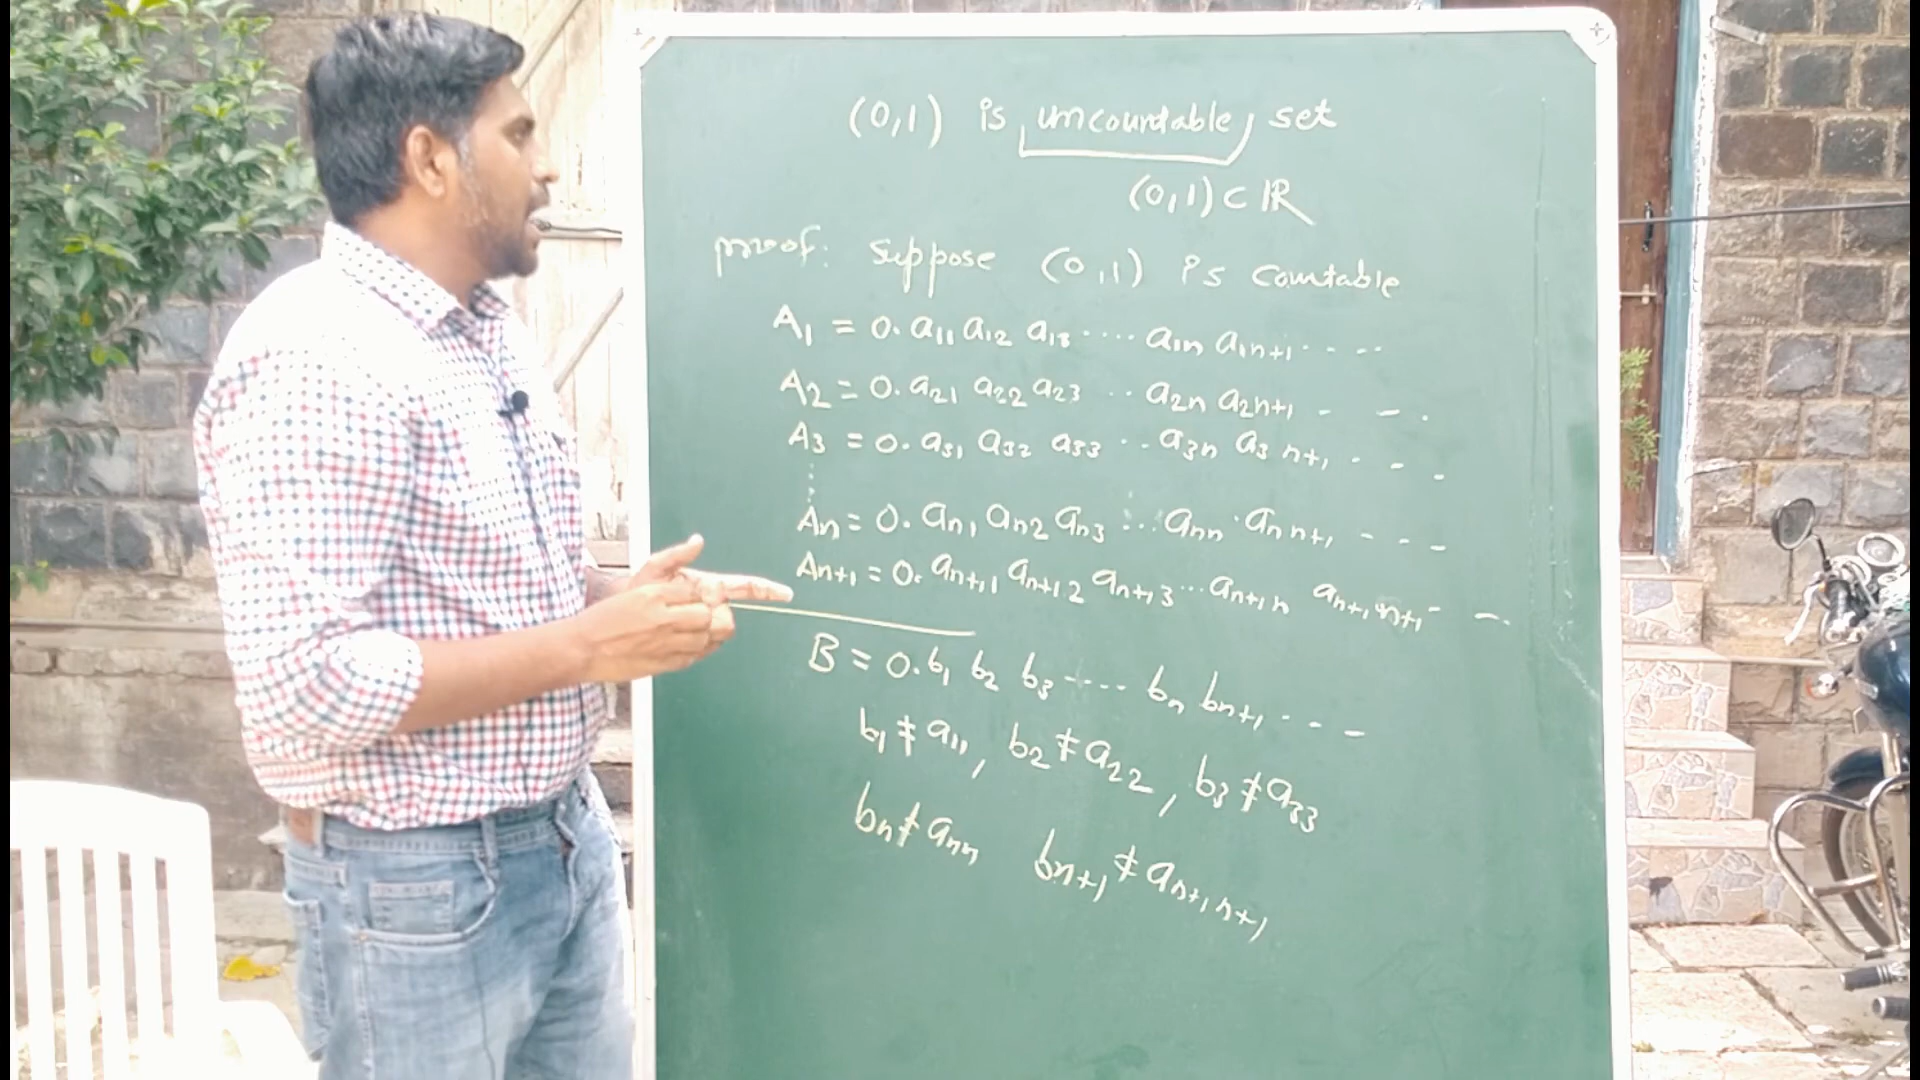 (0,1) is uncountable set
(0,1) ⊂ ℝ
proof: suppose (0,1) is countable
A₁ = 0. a₁₁ a₁₂ a₁₃ .... a₁ₙ a₁ₙ₊₁ ....
A₂ = 0. a₂₁ a₂₂ a₂₃ .. a₂ₙ a₂ₙ₊₁ - - .
A₃ = 0. a₃₁ a₃₂ a₃₃ .. a₃ₙ a₃ ₙ₊₁ . - - .
⋮
Aₙ = 0. aₙ₁ aₙ₂ aₙ₃ ... aₙₙ aₙ ₙ₊₁ - - -
Aₙ₊₁ = 0. aₙ₊₁₁ aₙ₊₁₂ aₙ₊₁₃ ... aₙ₊₁ₙ aₙ₊₁,ₙ₊₁ - - .
B = 0. b₁ b₂ b₃ .... bₙ bₙ₊₁ . - - -
b₁ ≠ a₁₁, b₂ ≠ a₂₂, b₃ ≠ a₃₃
bₙ ≠ aₙₙ bₙ₊₁ ≠ aₙ₊₁,ₙ₊₁